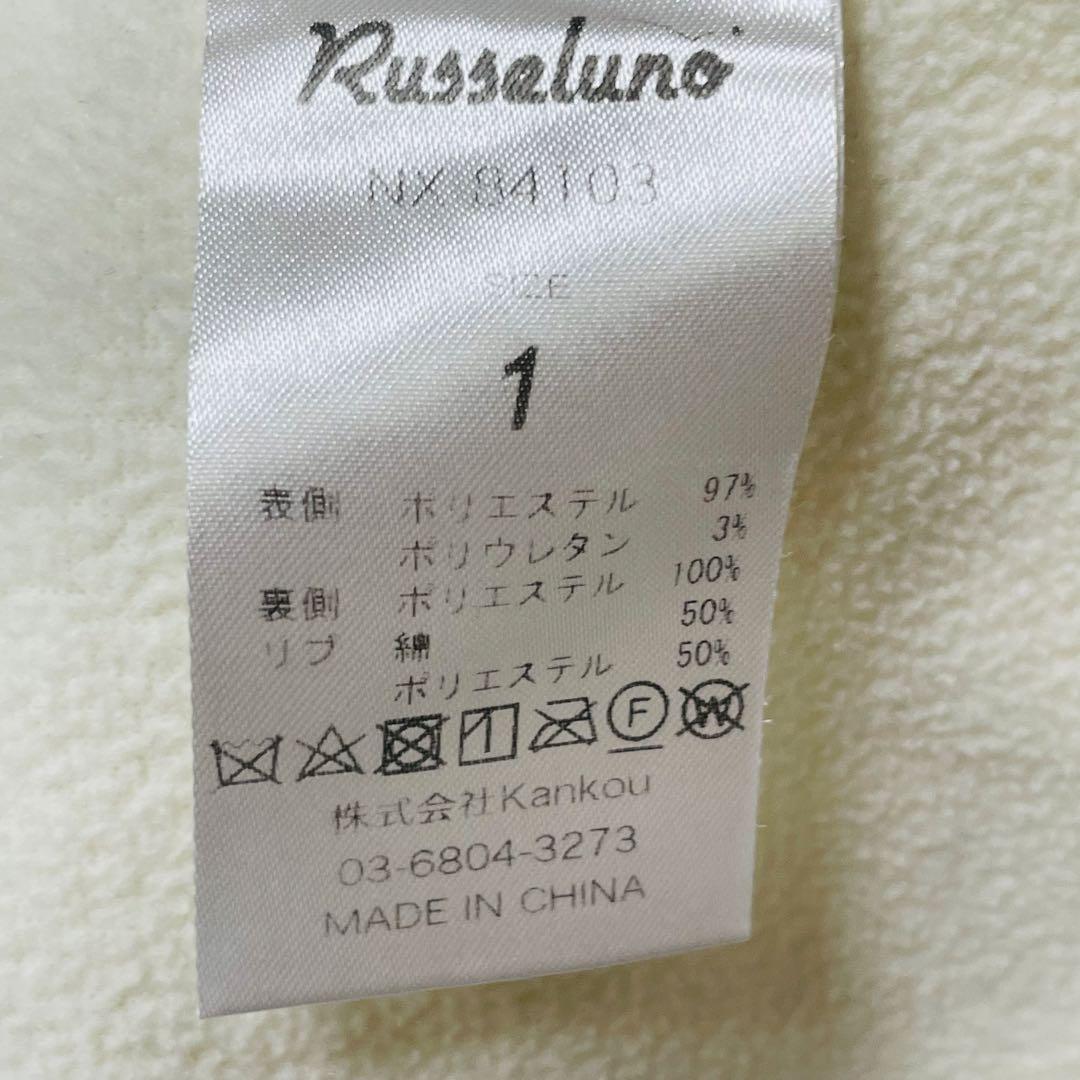 Russeluno
NX 84103
SIZE
1
表側 ポリエステル 97%
ポリウレタン 3%
裏側 ポリエステル 100%
リブ 綿 50%
ポリエステル 50%
F W
株式会社Kankou
03-6804-3273
MADE IN CHINA